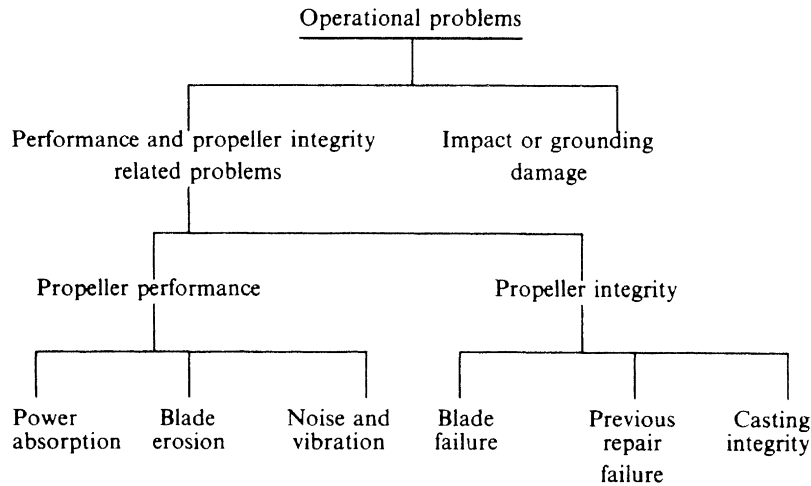 Operational problems
Performance and propeller integrity
related problems
Impact or grounding
damage
Propeller performance
Propeller integrity
Power
absorption
Blade
erosion
Noise and
vibration
Blade
failure
Previous
repair
failure
Casting
integrity